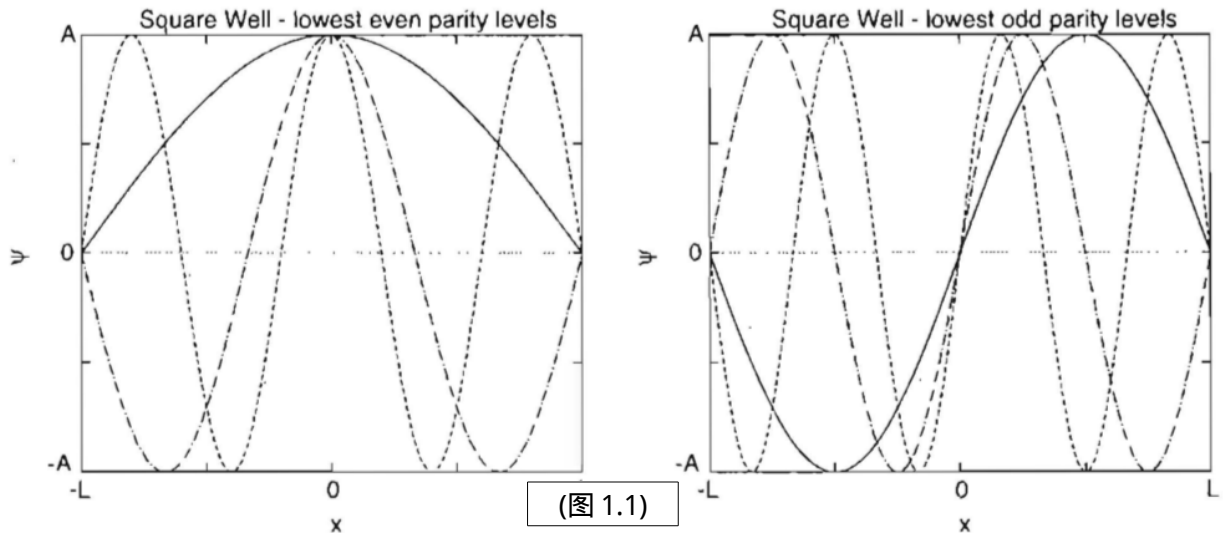 Square Well - lowest even parity levels
A
0
-A
ψ
-L
0
x
Square Well - lowest odd parity levels
A
0
-A
ψ
-L
0
L
x
(图 1.1)